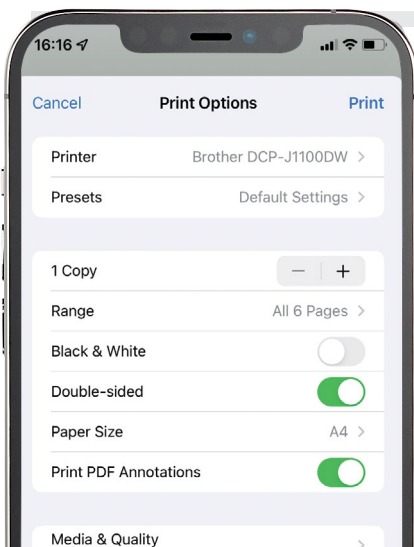 16:16
Cancel Print Options Print
Printer Brother DCP-J1100DW
Presets Default Settings
1 Copy − +
Range All 6 Pages
Black & White
Double-sided
Paper Size A4
Print PDF Annotations
Media & Quality